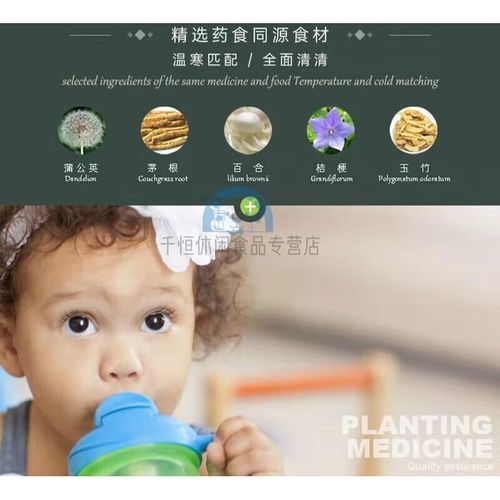 精选药食同源食材
温寒匹配 / 全面清清
selected ingredients of the same medicine and food Temperature and cold matching
蒲公英 茅根 百合 桔梗 玉竹
Dandelion Couchgrass root lilium brownii Grandiflorum Polygonatum odoratum
千恒休闲食品专营店
PLANTING
MEDICINE
Quality assurance